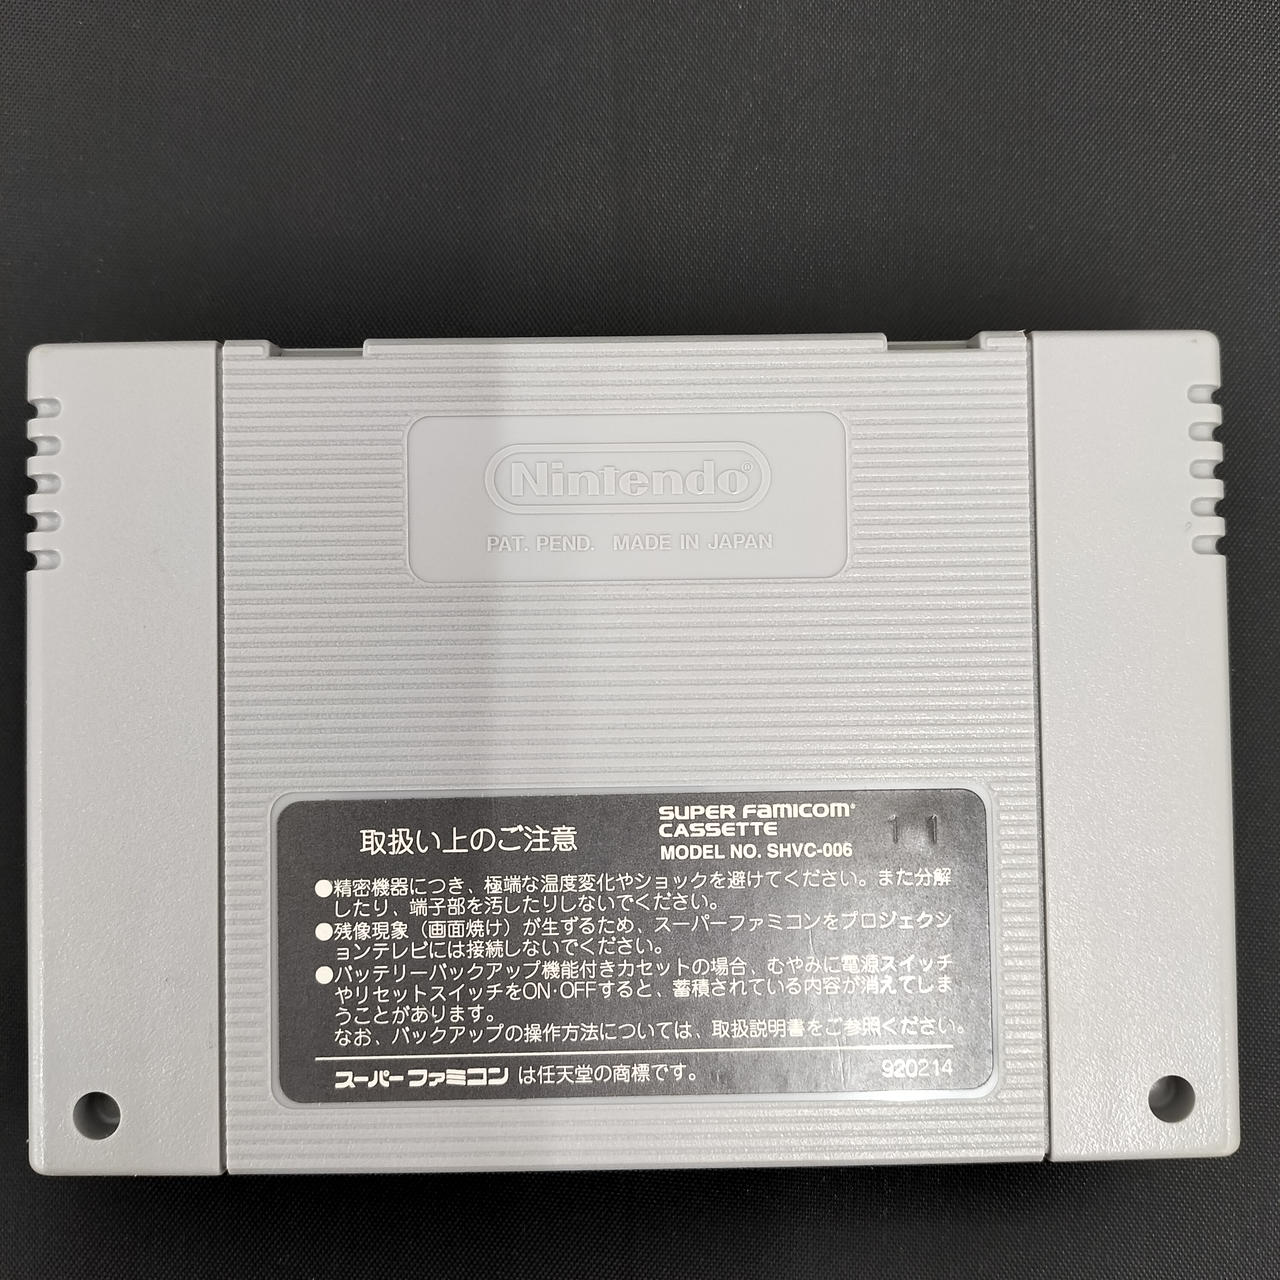 Nintendo®
PAT. PEND. MADE IN JAPAN
取扱い上のご注意
SUPER FAMICOM®
CASSETTE
MODEL NO. SHVC-006
11
●精密機器につき、極端な温度変化やショックを避けてください。また分解
したり、端子部を汚したりしないでください。
●残像現象（画面焼け）が生ずるため、スーパーファミコンをプロジェクシ
ョンテレビには接続しないでください。
●バッテリーバックアップ機能付きカセットの場合、むやみに電源スイッチ
やリセットスイッチをON・OFFすると、蓄積されている内容が消えてしま
うことがあります。
なお、バックアップの操作方法については、取扱説明書をご参照ください。
スーパーファミコン は任天堂の商標です。
920214